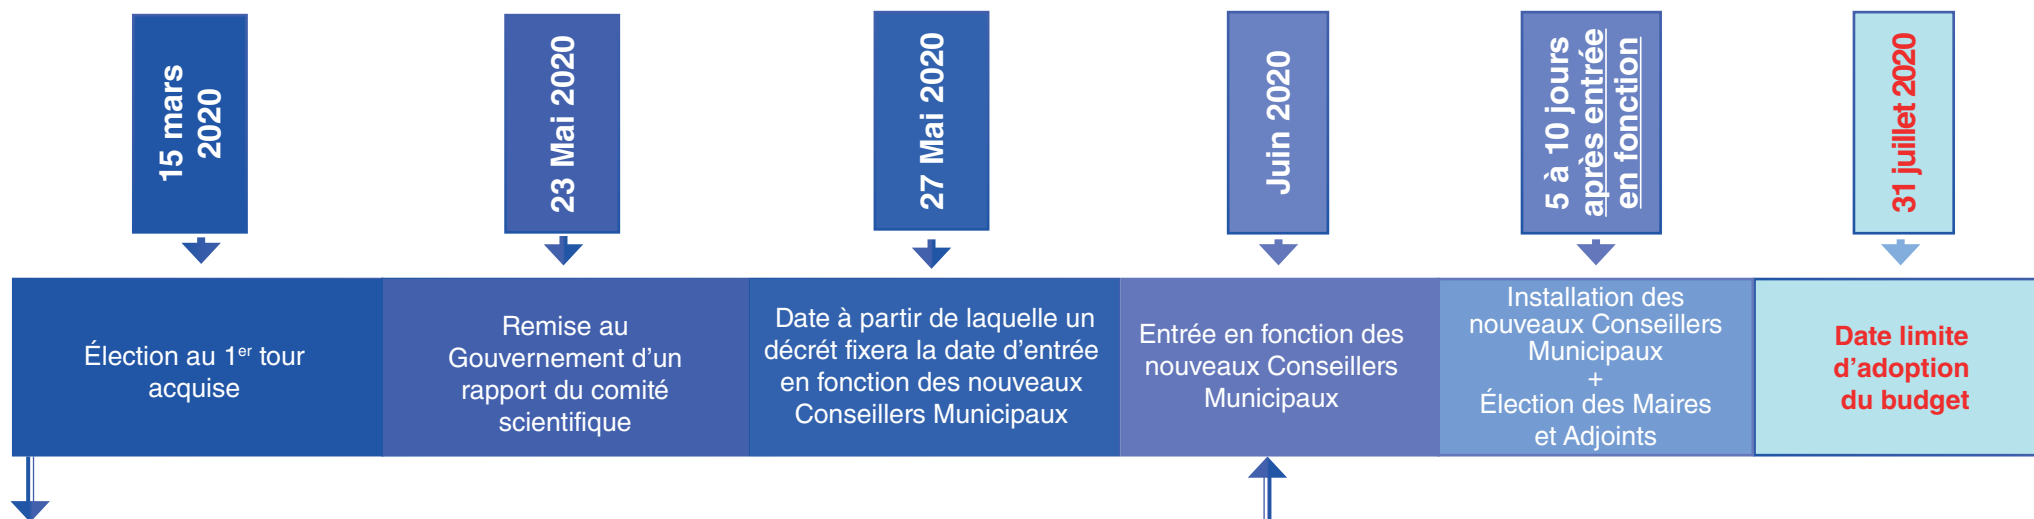 15 mars
2020
23 Mai 2020
27 Mai 2020
Juin 2020
5 à 10 jours
après entrée
en fonction
31 juillet 2020
Élection au 1er tour
acquise
Remise au
Gouvernement d’un
rapport du comité
scientifique
Date à partir de laquelle un
décret fixera la date d’entrée
en fonction des nouveaux
Conseillers Municipaux
Entrée en fonction des
nouveaux Conseillers
Municipaux
Installation des
nouveaux Conseillers
Municipaux
+
Élection des Maires
et Adjoints
Date limite
d’adoption
du budget